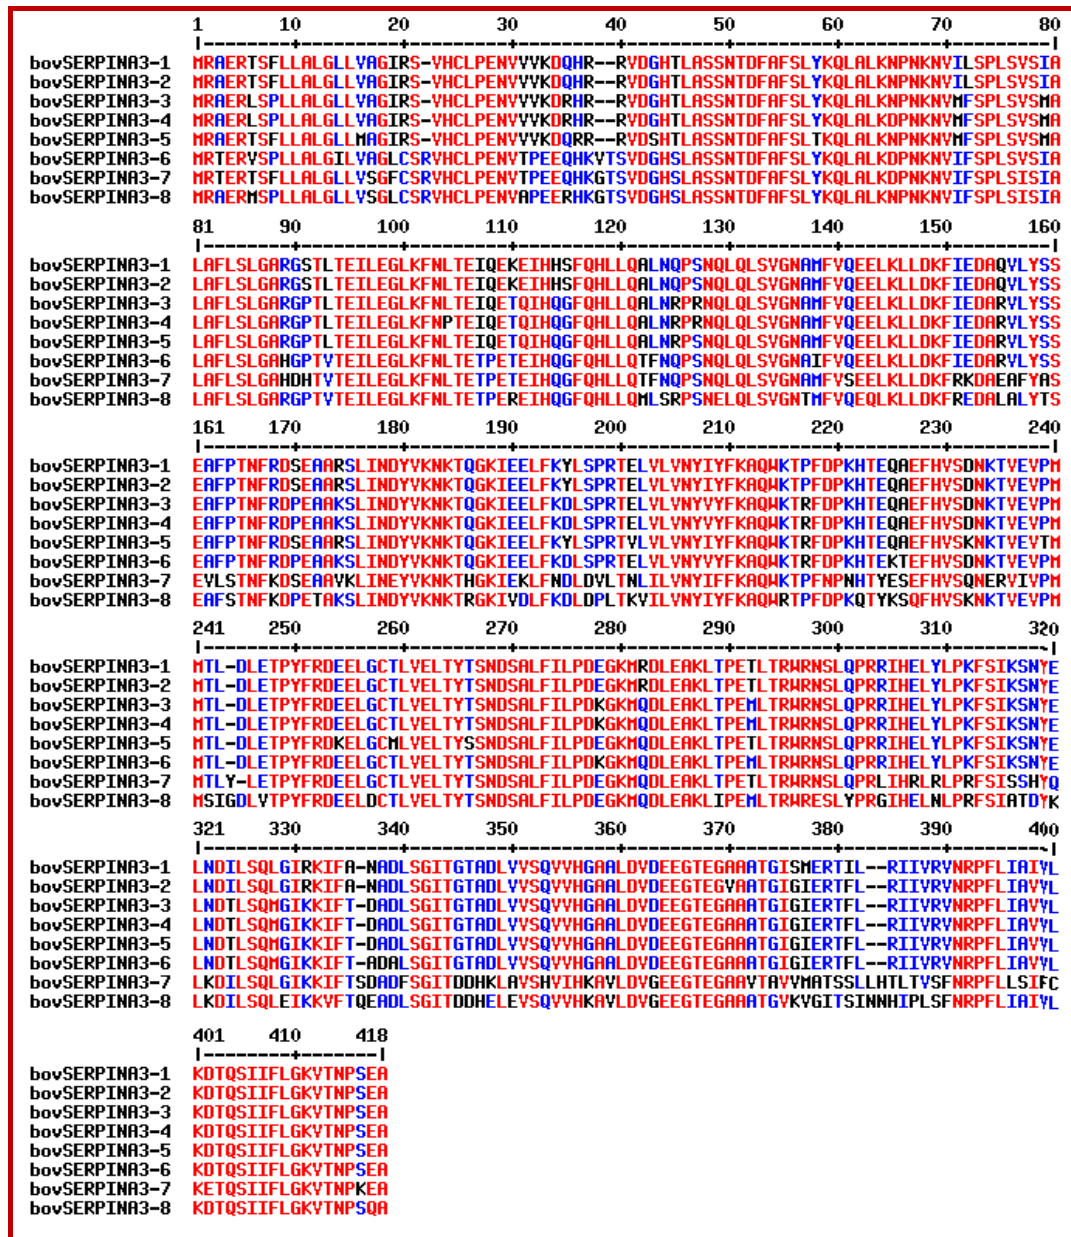 1 10 20 30 40 50 60 70 80
|--------+---------+---------+---------+---------+---------+---------+---------|
bovSERPINA3-1 MRAERTSFLLALGLLVAGIRS-VHCLPENVVVKDQHR--RVDGHTLASSNTDFAFSLYKQLALKNPNKNVILSPLSVSIA
bovSERPINA3-2 MRAERTSFLLALGLLVAGIRS-VHCLPENVVVKDQHR--RVDGHTLASSNTDFAFSLYKQLALKNPNKNVILSPLSVSIA
bovSERPINA3-3 MRAERLSPLLALGLLVAGIRS-VHCLPENVVVKDRHR--RVDGHTLASSNTDFAFSLYKQLALKNPNKNVMFSPLSVSMA
bovSERPINA3-4 MRAERLSPLLALGLLVAGIRS-VHCLPENVVVKDRHR--RVDGHTLASSNTDFAFSLYKQLALKDPNKNVMFSPLSVSMA
bovSERPINA3-5 MRAERTSFLLALGLLMAGIRS-VHCLPENVVVKDQRR--RVDSHTLASSNTDFAFSLTKQLALKNPNKNVMFSPLSVSMA
bovSERPINA3-6 MRTERVSPLLALGILVAGLCSRVHCLPENVTPEEQHKVTSVDGHSLASSNTDFAFSLYKQLALKDPNKNVIFSPLSVSIA
bovSERPINA3-7 MRTERTSFLLALGLLVSGFCSRVHCLPENVTPEEQHKGTSVDGHSLASSNTDFAFSLYKQLALKDPNKNVIFSPLSISIA
bovSERPINA3-8 MRAERMSPLLALGLLVSGLCSRVHCLPENVAPEERHKGTSVDGHSLASSNTDFAFSLYKQLALKNPNKNVIFSPLSISIA
81 90 100 110 120 130 140 150 160
|--------+---------+---------+---------+---------+---------+---------+---------|
bovSERPINA3-1 LAFLSLGARGSTLTEILEGLKFNLTEIQEKEIHHSFQHLLQALNQPSNQLQLSVGNAMFVQEELKLLDKFIEDAQVLYSS
bovSERPINA3-2 LAFLSLGARGSTLTEILEGLKFNLTEIQEKEIHHSFQHLLQALNQPSNQLQLSVGNAMFVQEELKLLDKFIEDAQVLYSS
bovSERPINA3-3 LAFLSLGARGPTLTEILEGLKFNLTEIQETQIHQGFQHLLQALNRPRNQLQLSVGNAMFVQEELKLLDKFIEDARVLYSS
bovSERPINA3-4 LAFLSLGARGPTLTEILEGLKFNPTEIQETQIHQGFQHLLQALNRPRNQLQLSVGNAMFVQEELKLLDKFIEDARVLYSS
bovSERPINA3-5 LAFLSLGARGPTLTEILEGLKFNLTEIQETQIHQGFQHLLQALNRPSNQLQLSVGNAMFVQEELKLLDKFIEDARVLYSS
bovSERPINA3-6 LAFLSLGAHGPTVTEILEGLKFNLTETPETEIHQGFQHLLQTFNQPSNQLQLSVGNAIFVQEELKLLDKFIEDARVLYSS
bovSERPINA3-7 LAFLSLGAHDHTVTEILEGLKFNLTETPETEIHQGFQHLLQTFNQPSNQLQLSVGNAMFVSEELKLLDKFRKDAEAFYAS
bovSERPINA3-8 LAFLSLGARGPTVTEILEGLKFNLTETPEREIHQGFQHLLQMLSRPSNELQLSVGNTMFVQEQLKLLDKFREDALALYTS
161 170 180 190 200 210 220 230 240
|--------+---------+---------+---------+---------+---------+---------+---------|
bovSERPINA3-1 EAFPTNFRDSEAARSLINDYVKNKTQGKIEELFKYLSPRTELVLVNYIYFKAQWKTPFDPKHTEQAEFHVSDNKTVEVPM
bovSERPINA3-2 EAFPTNFRDSEAARSLINDYVKNKTQGKIEELFKYLSPRTELVLVNYIYFKAQWKTPFDPKHTEQAEFHVSDNKTVEVPM
bovSERPINA3-3 EAFPTNFRDPEAAKSLINDYVKNKTQGKIEELFKDLSPRTELVLVNYVYFKAQWKTRFDPKHTEQAEFHVSDNKTVEVPM
bovSERPINA3-4 EAFPTNFRDPEAAKSLINDYVKNKTQGKIEELFKDLSPRTELVLVNYVYFKAQWKTRFDPKHTEQAEFHVSDNKTVEVPM
bovSERPINA3-5 EAFPTNFRDSEAARSLINDYVKNKTQGKIEELFKYLSPRTVLVLVNYIYFKAQWKTRFDPKHTEQAEFHVSKNKTVEVTM
bovSERPINA3-6 EAFPTNFRDPEAAKSLINDYVKNKTQGKIEELFKDLSPRTELVLVNYIYFKAQWKTRFDPKHTEKTEFHVSDNKTVEVPM
bovSERPINA3-7 EVLSTNFKDSEAAVKLINEYVKNKTHGKIEKLFNDLDVLTNLILVNYIFFKAQWKTPFNPNHTYESEFHVSQNERVIVPM
bovSERPINA3-8 EAFSTNFKDPETAKSLINDYVKNKTRGKIVDLFKDLDPLTKVILVNYIYFKAQWRTPFDPKQTYKSQFHVSKNKTVEVPM
241 250 260 270 280 290 300 310 320
|--------+---------+---------+---------+---------+---------+---------+---------|
bovSERPINA3-1 MTL-DLETPYFRDEELGCTLVELTYTSNDSALFILPDEGKMRDLEAKLTPETLTRWRNSLQPRRIHELYLPKFSIKSNYE
bovSERPINA3-2 MTL-DLETPYFRDEELGCTLVELTYTSNDSALFILPDEGKMRDLEAKLTPETLTRWRNSLQPRRIHELYLPKFSIKSNYE
bovSERPINA3-3 MTL-DLETPYFRDEELGCTLVELTYTSNDSALFILPDKGKMQDLEAKLTPEMLTRWRNSLQPRRIHELYLPKFSIKSNYE
bovSERPINA3-4 MTL-DLETPYFRDEELGCTLVELTYTSNDSALFILPDKGKMQDLEAKLTPEMLTRWRNSLQPRRIHELYLPKFSIKSNYE
bovSERPINA3-5 MTL-DLETPYFRDKELGCMLVELTYSSNDSALFILPDEGKMQDLEAKLTPETLTRWRNSLQPRRIHELYLPKFSIKSNYE
bovSERPINA3-6 MTL-DLETPYFRDEELGCTLVELTYTSNDSALFILPDKGKMQDLEAKLTPEMLTRWRNSLQPRRIHELYLPKFSIKSNYE
bovSERPINA3-7 MTLY-LETPYFRDEELGCTLVELTYTSNDSALFILPDEGKMQDLEAKLTPETLTRWRNSLQPRLIHRLRLPRFSISSHYQ
bovSERPINA3-8 MSIGDLVTPYFRDEELDCTLVELTYTSNDSALFILPDEGKMQDLEAKLIPEMLTRWRESLYPRGIHELNLPRFSIATDYK
321 330 340 350 360 370 380 390 400
|--------+---------+---------+---------+---------+---------+---------+---------|
bovSERPINA3-1 LNDILSQLGIRKIFA-NADLSGITGTADLVVSQVVHGAALDVDEEGTEGAAATGISMERTIL--RIIVRVNRPFLIAIVL
bovSERPINA3-2 LNDILSQLGIRKIFA-NADLSGITGTADLVVSQVVHGAALDVDEEGTEGVAATGIGIERTFL--RIIVRVNRPFLIAIVL
bovSERPINA3-3 LNDTLSQMGIKKIFT-DADLSGITGTADLVVSQVVHGAALDVDEEGTEGAAATGIGIERTFL--RIIVRVNRPFLIAVVL
bovSERPINA3-4 LNDTLSQMGIKKIFT-DADLSGITGTADLVVSQVVHGAALDVDEEGTEGAAATGIGIERTFL--RIIVRVNRPFLIAVVL
bovSERPINA3-5 LNDTLSQMGIKKIFT-DADLSGITGTADLVVSQVVHGAALDVDEEGTEGAAATGIGIERTFL--RIIVRVNRPFLIAVVL
bovSERPINA3-6 LNDTLSQMGIKKIFT-ADALSGITGTADLVVSQVVHGAALDVDEEGTEGAAATGIGIERTFL--RIIVRVNRPFLIAVVL
bovSERPINA3-7 LKDILSQLGIKKIFTSDADFSGITDDHKLAVSHVIHKAVLDVGEEGTEGAAVTAVVMATSSLLHTLTVSFNRPFLLSIFC
bovSERPINA3-8 LKDILSQLEIKKVFTQEADLSGITDDHELEVSQVVHKAVLDVGEEGTEGAAATGVKVGITSINNHIPLSFNRPFLIAIVL
401 410 418
|--------+-------|
bovSERPINA3-1 KDTQSIIFLGKVTNPSEA
bovSERPINA3-2 KDTQSIIFLGKVTNPSEA
bovSERPINA3-3 KDTQSIIFLGKVTNPSEA
bovSERPINA3-4 KDTQSIIFLGKVTNPSEA
bovSERPINA3-5 KDTQSIIFLGKVTNPSEA
bovSERPINA3-6 KDTQSIIFLGKVTNPSEA
bovSERPINA3-7 KETQSIIFLGKVTNPKEA
bovSERPINA3-8 KDTQSIIFLGKVTNPSQA